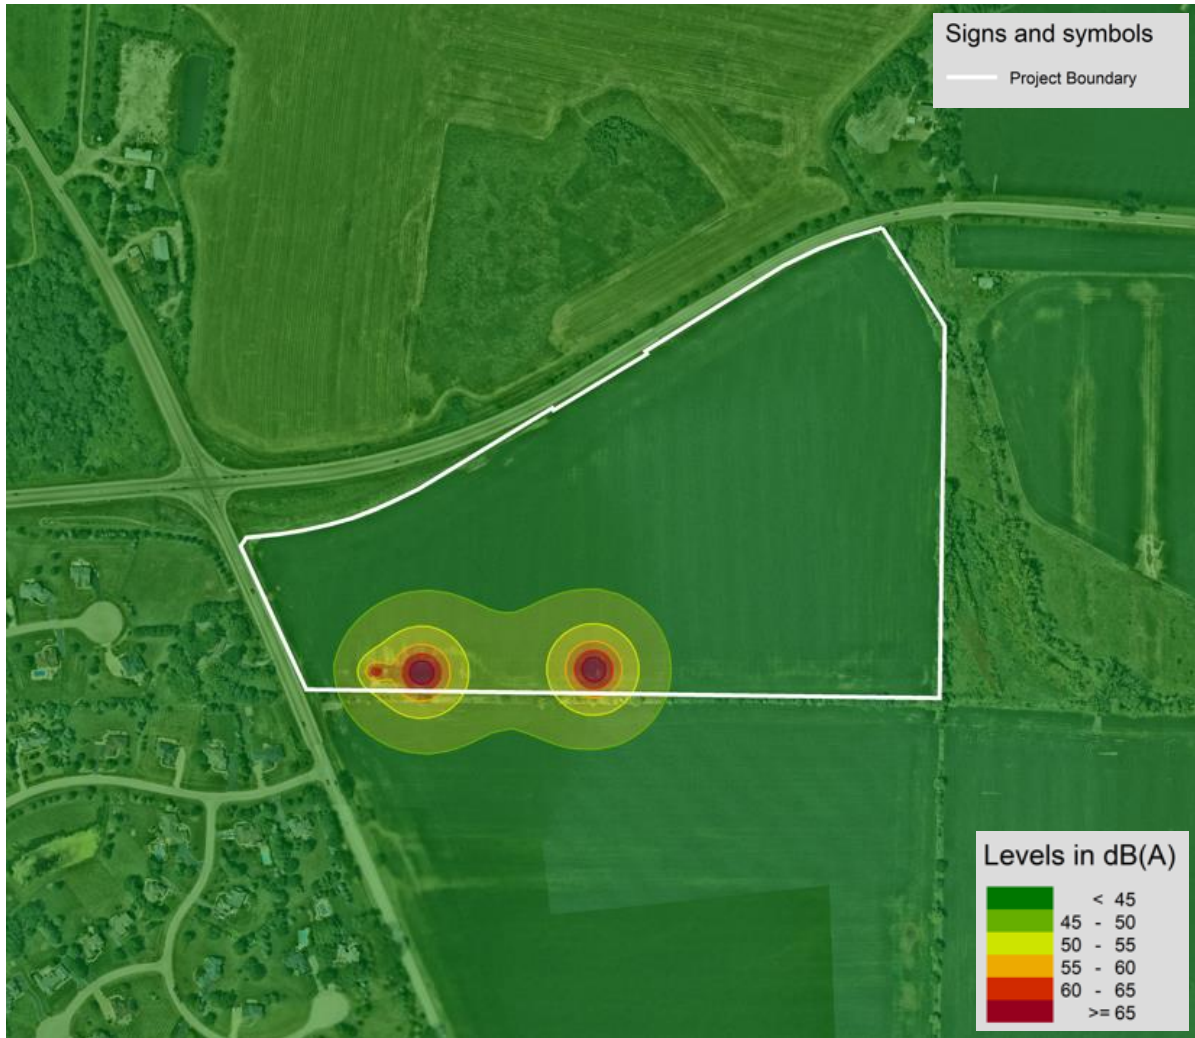 Signs and symbols
Project Boundary
Levels in dB(A)
< 45
45 - 50
50 - 55
55 - 60
60 - 65
>= 65